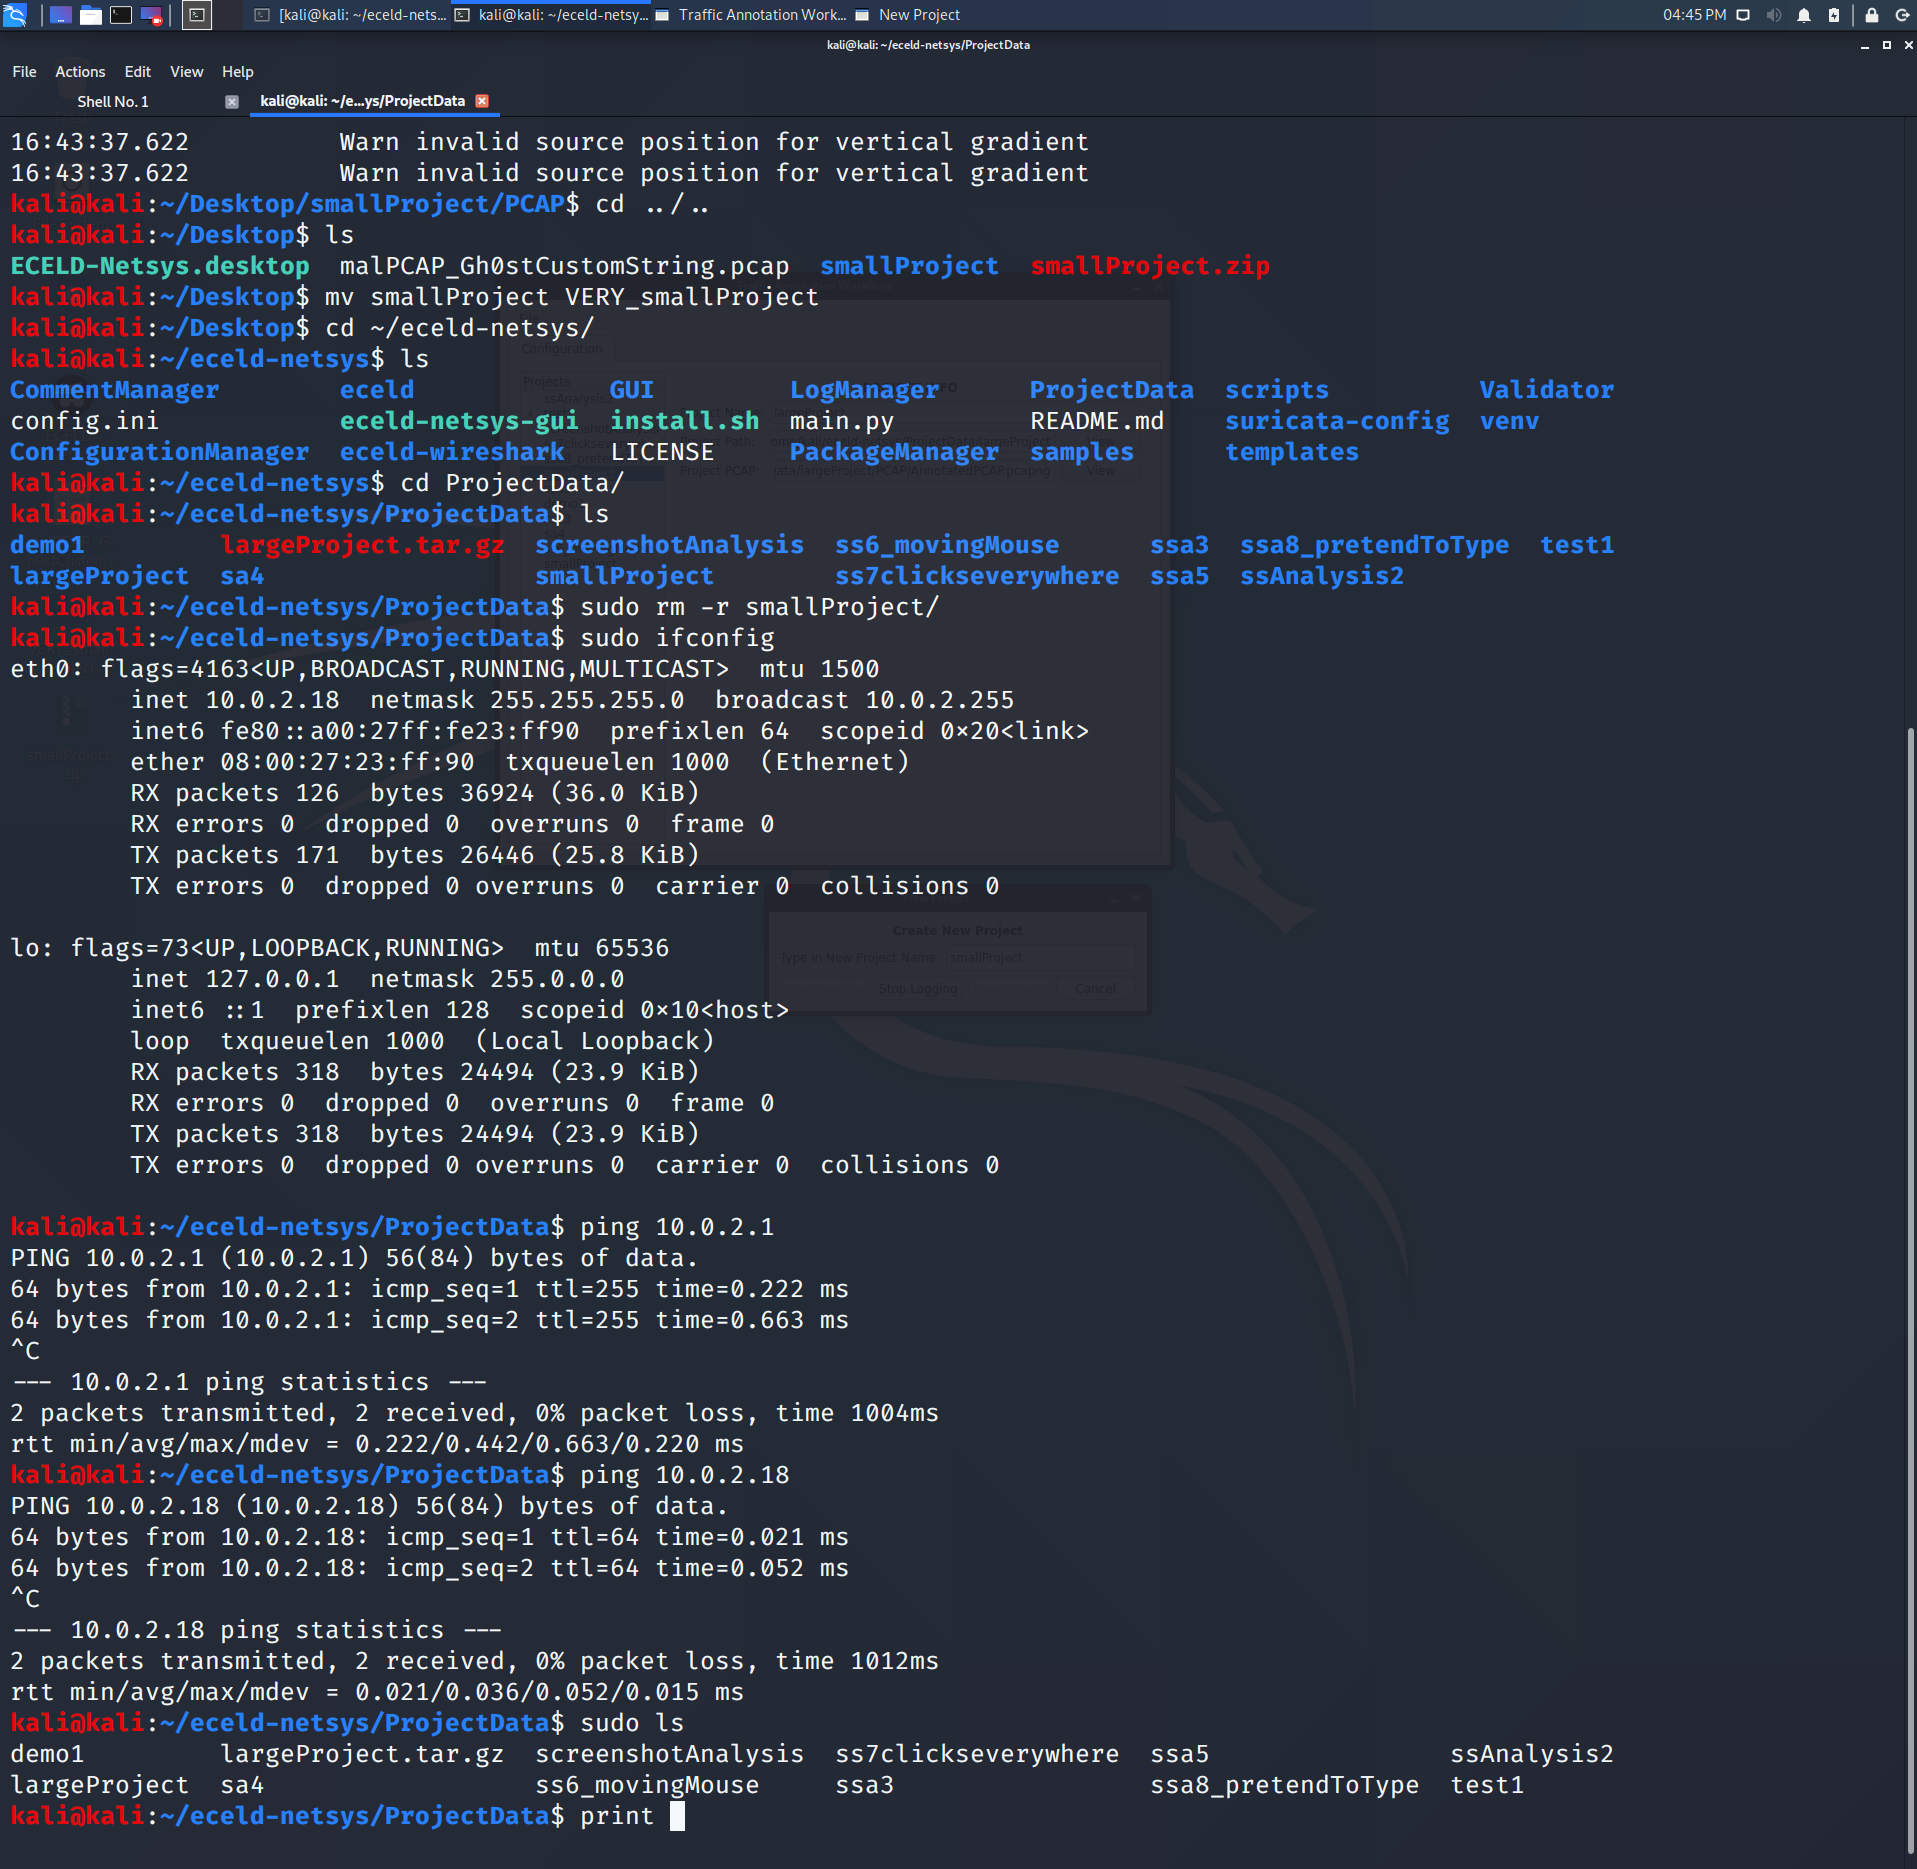 [kali@kali: ~/eceld-nets... kali@kali: ~/eceld-netsy... Traffic Annotation Work... New Project 04:45 PM
kali@kali: ~/eceld-netsys/ProjectData
File Actions Edit View Help
Shell No. 1 kali@kali: ~/e...ys/ProjectData
16:43:37.622          Warn invalid source position for vertical gradient
16:43:37.622          Warn invalid source position for vertical gradient
kali@kali:~/Desktop/smallProject/PCAP$ cd ../..
kali@kali:~/Desktop$ ls
ECELD-Netsys.desktop  malPCAP_Gh0stCustomString.pcap  smallProject  smallProject.zip
kali@kali:~/Desktop$ mv smallProject VERY_smallProject
kali@kali:~/Desktop$ cd ~/eceld-netsys/
kali@kali:~/eceld-netsys$ ls
CommentManager        eceld             GUI         LogManager      ProjectData  scripts          Validator
config.ini            eceld-netsys-gui  install.sh  main.py         README.md    suricata-config  venv
ConfigurationManager  eceld-wireshark   LICENSE     PackageManager  samples      templates
kali@kali:~/eceld-netsys$ cd ProjectData/
kali@kali:~/eceld-netsys/ProjectData$ ls
demo1         largeProject.tar.gz  screenshotAnalysis  ss6_movingMouse      ssa3  ssa8_pretendToType  test1
largeProject  sa4                  smallProject        ss7clickseverywhere  ssa5  ssAnalysis2
kali@kali:~/eceld-netsys/ProjectData$ sudo rm -r smallProject/
kali@kali:~/eceld-netsys/ProjectData$ sudo ifconfig
eth0: flags=4163<UP,BROADCAST,RUNNING,MULTICAST>  mtu 1500
        inet 10.0.2.18  netmask 255.255.255.0  broadcast 10.0.2.255
        inet6 fe80::a00:27ff:fe23:ff90  prefixlen 64  scopeid 0×20<link>
        ether 08:00:27:23:ff:90  txqueuelen 1000  (Ethernet)
        RX packets 126  bytes 36924 (36.0 KiB)
        RX errors 0  dropped 0  overruns 0  frame 0
        TX packets 171  bytes 26446 (25.8 KiB)
        TX errors 0  dropped 0 overruns 0  carrier 0  collisions 0
Create New Project
lo: flags=73<UP,LOOPBACK,RUNNING>  mtu 65536
Type in New Project Name: smallProject
        inet 127.0.0.1  netmask 255.0.0.0
Stop Logging Cancel
        inet6 ::1  prefixlen 128  scopeid 0×10<host>
        loop  txqueuelen 1000  (Local Loopback)
        RX packets 318  bytes 24494 (23.9 KiB)
        RX errors 0  dropped 0  overruns 0  frame 0
        TX packets 318  bytes 24494 (23.9 KiB)
        TX errors 0  dropped 0 overruns 0  carrier 0  collisions 0
kali@kali:~/eceld-netsys/ProjectData$ ping 10.0.2.1
PING 10.0.2.1 (10.0.2.1) 56(84) bytes of data.
64 bytes from 10.0.2.1: icmp_seq=1 ttl=255 time=0.222 ms
64 bytes from 10.0.2.1: icmp_seq=2 ttl=255 time=0.663 ms
^C
--- 10.0.2.1 ping statistics ---
2 packets transmitted, 2 received, 0% packet loss, time 1004ms
rtt min/avg/max/mdev = 0.222/0.442/0.663/0.220 ms
kali@kali:~/eceld-netsys/ProjectData$ ping 10.0.2.18
PING 10.0.2.18 (10.0.2.18) 56(84) bytes of data.
64 bytes from 10.0.2.18: icmp_seq=1 ttl=64 time=0.021 ms
64 bytes from 10.0.2.18: icmp_seq=2 ttl=64 time=0.052 ms
^C
--- 10.0.2.18 ping statistics ---
2 packets transmitted, 2 received, 0% packet loss, time 1012ms
rtt min/avg/max/mdev = 0.021/0.036/0.052/0.015 ms
kali@kali:~/eceld-netsys/ProjectData$ sudo ls
demo1         largeProject.tar.gz  screenshotAnalysis  ss7clickseverywhere  ssa5                ssAnalysis2
largeProject  sa4                  ss6_movingMouse     ssa3                 ssa8_pretendToType  test1
kali@kali:~/eceld-netsys/ProjectData$ print